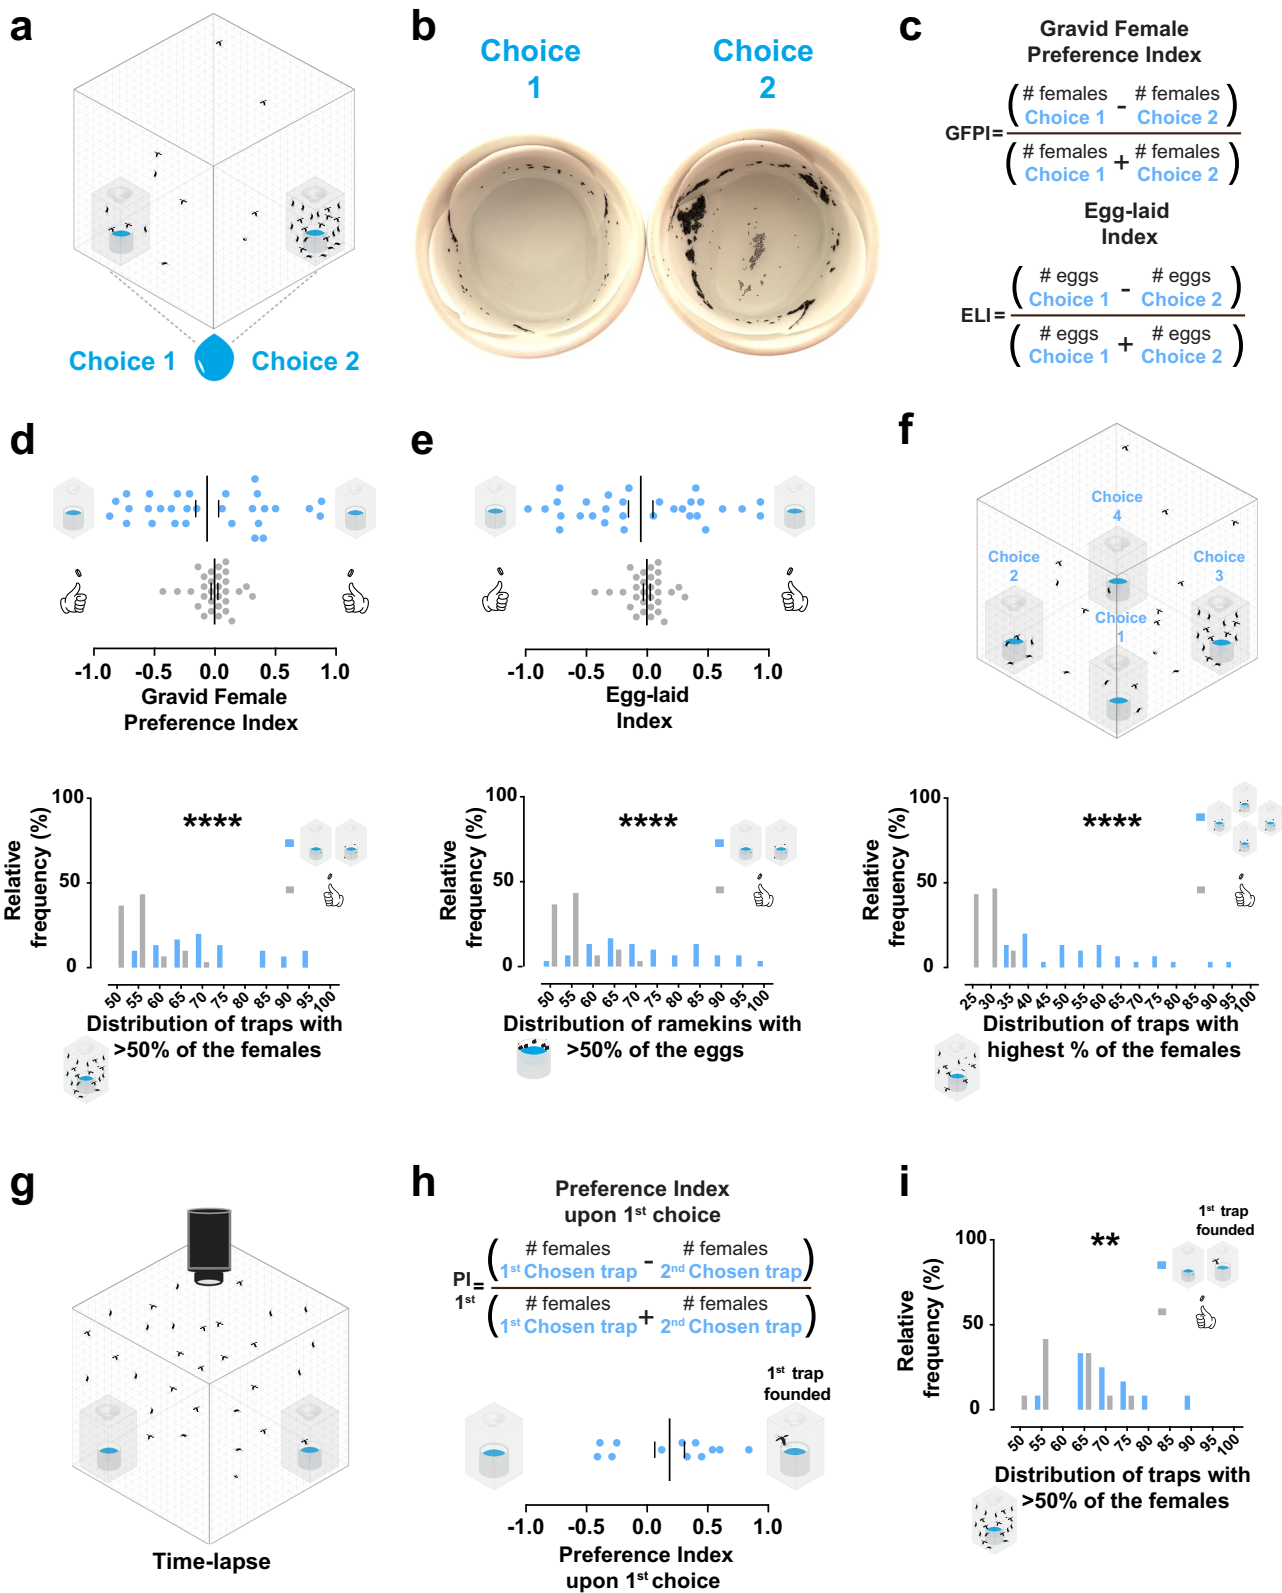 a
Choice 1
Choice 2
b
Choice
1
Choice
2
c
Gravid Female
Preference Index
GFPI= (# females Choice 1 - # females Choice 2)
(# females Choice 1 + # females Choice 2)
Egg-laid
Index
ELI= (# eggs Choice 1 - # eggs Choice 2)
(# eggs Choice 1 + # eggs Choice 2)
d
-1.0 -0.5 0.0 0.5 1.0
Gravid Female
Preference Index
Relative
frequency (%)
100
50
0
****
50 55 60 65 70 75 80 85 90 95 100
Distribution of traps with
>50% of the females
e
-1.0 -0.5 0.0 0.5 1.0
Egg-laid
Index
Relative
frequency (%)
100
50
0
****
50 55 60 65 70 75 80 85 90 95 100
Distribution of ramekins with
>50% of the eggs
f
Choice
4
Choice
2
Choice
3
Choice
1
Relative
frequency (%)
100
50
0
****
25 30 35 40 45 50 55 60 65 70 75 80 85 90 95 100
Distribution of traps with
highest % of the females
g
Time-lapse
h
Preference Index
upon 1st choice
PI 1st = (# females 1st Chosen trap - # females 2nd Chosen trap)
(# females 1st Chosen trap + # females 2nd Chosen trap)
1st trap
founded
-1.0 -0.5 0.0 0.5 1.0
Preference Index
upon 1st choice
i
1st trap
founded
Relative
frequency (%)
100
50
0
**
50 55 60 65 70 75 80 85 90 95 100
Distribution of traps with
>50% of the females